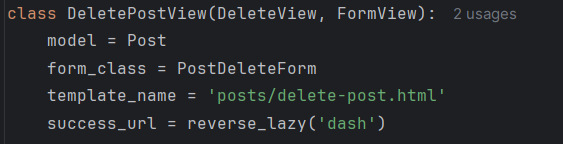 class DeletePostView(DeleteView, FormView): 2 usages
    model = Post
    form_class = PostDeleteForm
    template_name = 'posts/delete-post.html'
    success_url = reverse_lazy('dash')